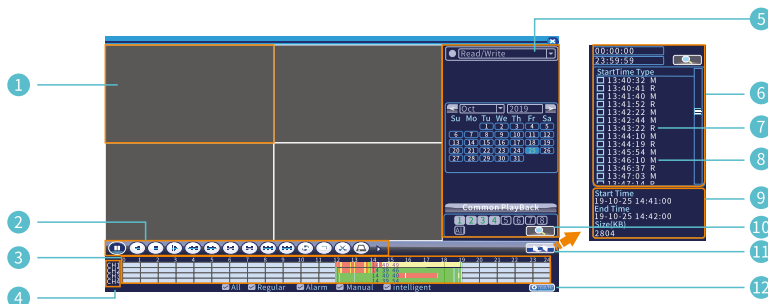 5
Read/Write
00:00:00
23:59:59
StartTime Type
13:40:32 M
13:40:41 R
13:41:40 M
13:41:52 R
13:42:22 M
13:42:44 M
13:43:22 R
13:44:10 M
13:44:19 R
13:45:54 M
13:46:10 M
13:46:37 R
13:47:03 M
13:47:14 R
6
7
8
1
Oct 2019
Su Mo Tu We Th Fr Sa
1 2 3 4 5
6 7 8 9 10 11 12
13 14 15 16 17 18 19
20 21 22 23 24 25 26
27 28 29 30 31
Start Time
19-10-25 14:41:00
End Time
19-10-25 14:42:00
Size(KB)
2804
9
Common PlayBack
1 2 3 4 5 6 7 8
All
10
2
11
3
0 1 2 3 4 5 6 7 8 9 10 11 12 13 14 15 16 17 18 19 20 21 22 23 24
4
All Regular Alarm Manual intelligent
12